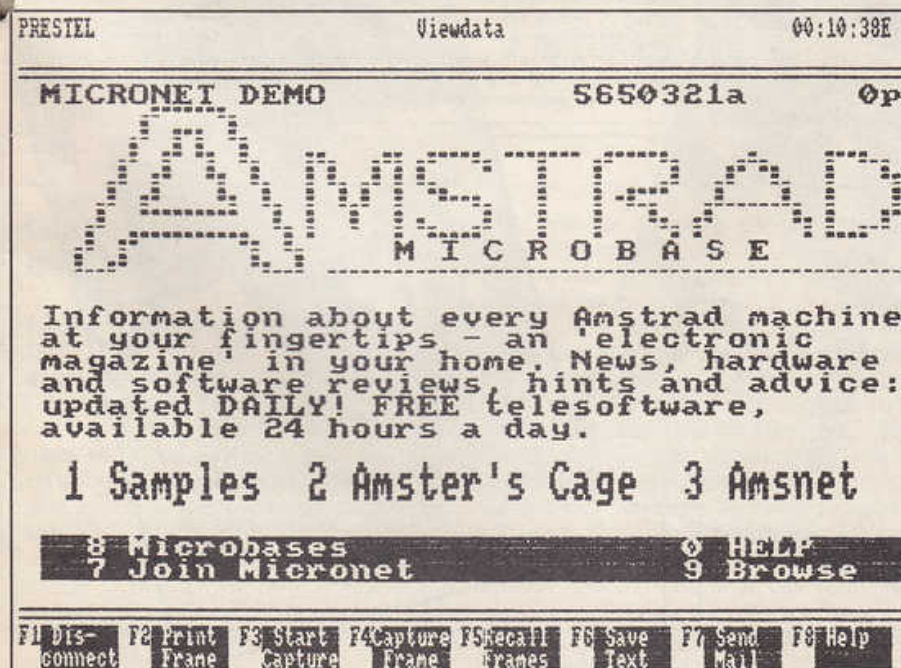 PRESTEL Viewdata 00:10:38E
MICRONET DEMO 5650321a 0p
AMSTRAD
MICROBASE
Information about every Amstrad machine
at your fingertips - an 'electronic
magazine' in your home. News, hardware
and software reviews, hints and advice:
updated DAILY! FREE telesoftware,
available 24 hours a day.
1 Samples 2 Amster's Cage 3 Amsnet
8 Microbases 0 HELP
7 Join Micronet 9 Browse
F1 Dis- F2 Print F3 Start F4Capture F5Recall F6 Save F7 Send F8 Help
connect Frame Capture Frame Frames Text Mail